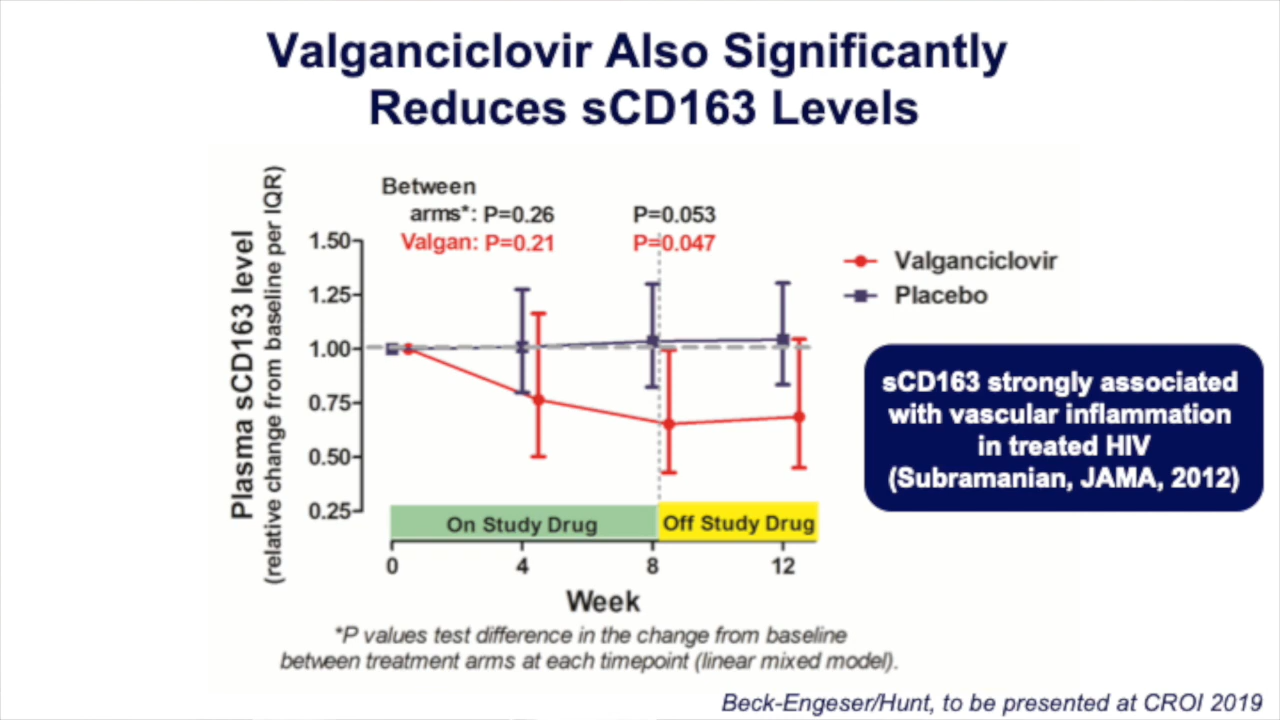 Valganciclovir Also Significantly
Reduces sCD163 Levels
Between
arms*: P=0.26 P=0.053
Valgan: P=0.21 P=0.047
Plasma sCD163 level
(relative change from baseline per IQR)
1.50
1.25
1.00
0.75
0.50
0.25
Valganciclovir
Placebo
sCD163 strongly associated
with vascular inflammation
in treated HIV
(Subramanian, JAMA, 2012)
On Study Drug Off Study Drug
0 4 8 12
Week
*P values test difference in the change from baseline
between treatment arms at each timepoint (linear mixed model).
Beck-Engeser/Hunt, to be presented at CROI 2019